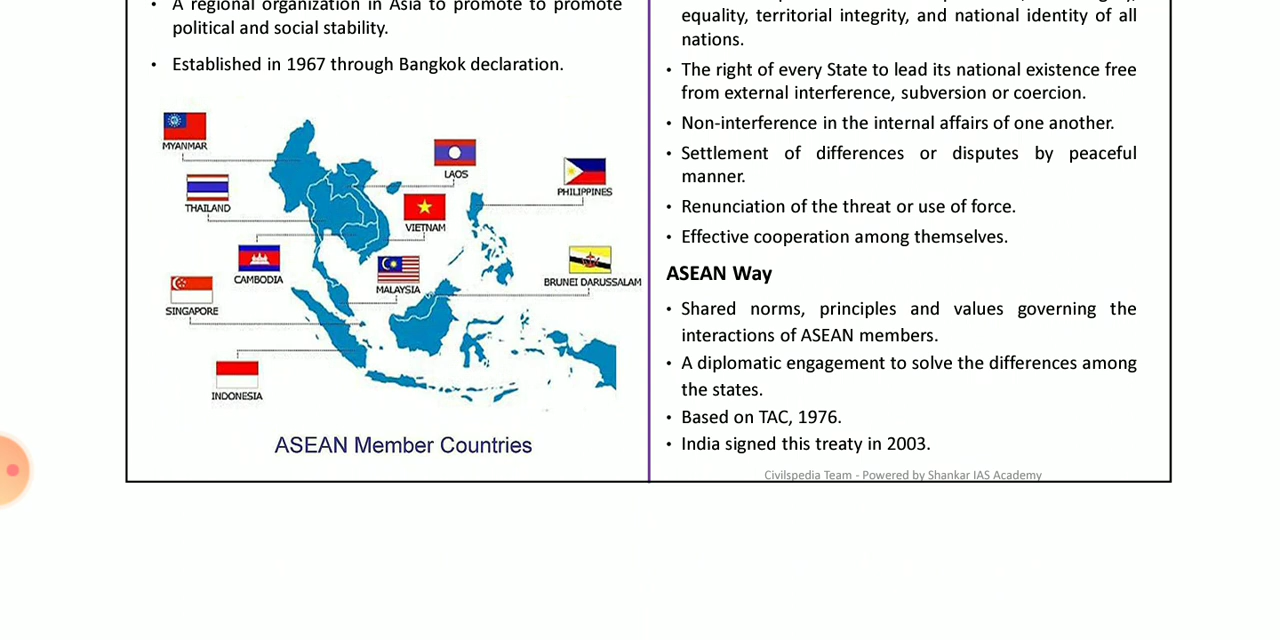 • A regional organization in Asia to promote to promote
political and social stability.
• Established in 1967 through Bangkok declaration.
MYANMAR
LAOS
PHILIPPINES
THAILAND
VIETNAM
CAMBODIA
MALAYSIA
BRUNEI DARUSSALAM
SINGAPORE
INDONESIA
ASEAN Member Countries
equality, territorial integrity, and national identity of all
nations.
• The right of every State to lead its national existence free
from external interference, subversion or coercion.
• Non-interference in the internal affairs of one another.
• Settlement of differences or disputes by peaceful
manner.
• Renunciation of the threat or use of force.
• Effective cooperation among themselves.
ASEAN Way
• Shared norms, principles and values governing the
interactions of ASEAN members.
• A diplomatic engagement to solve the differences among
the states.
• Based on TAC, 1976.
• India signed this treaty in 2003.
Civilspedia Team - Powered by Shankar IAS Academy